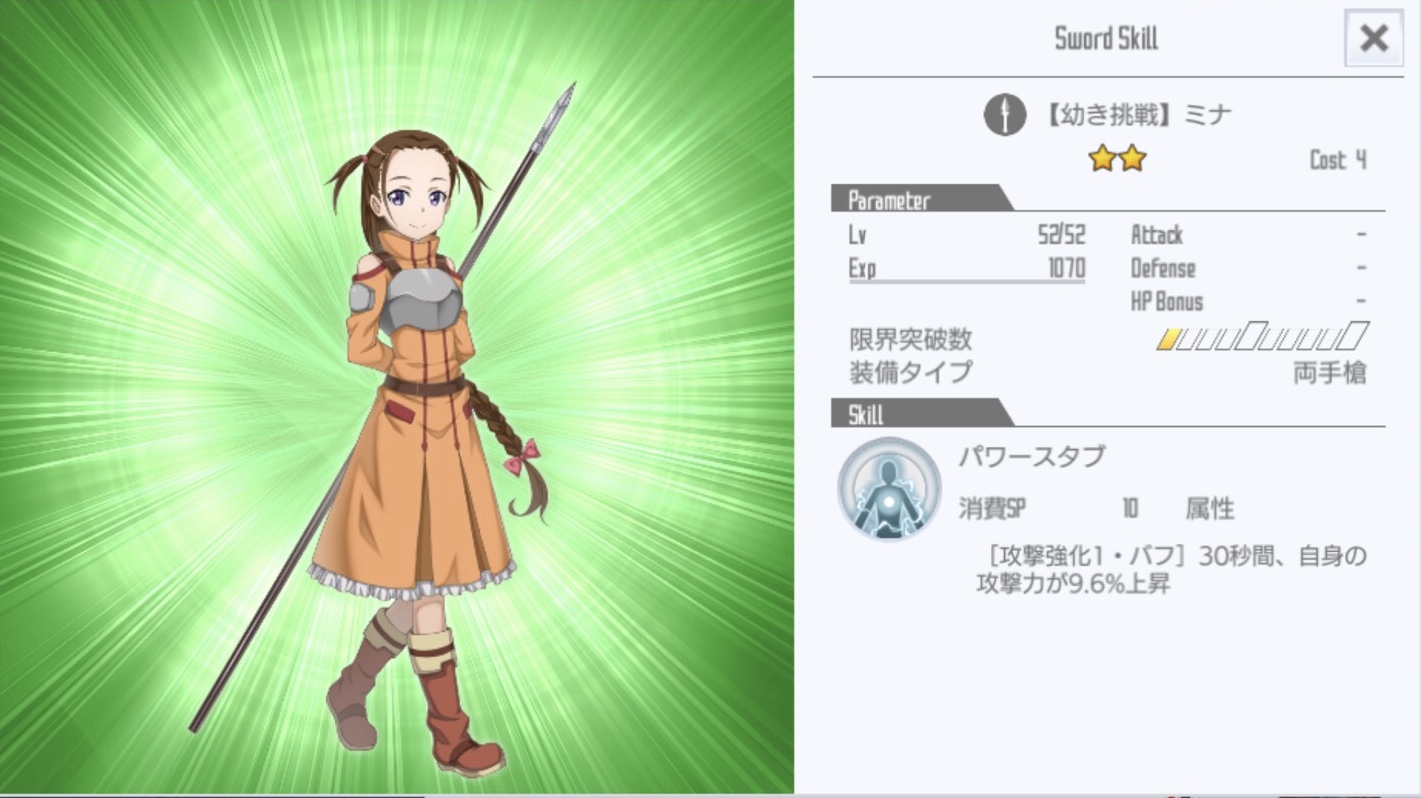 Sword Skill
【幼き挑戦】ミナ
Cost 4
Parameter
Lv 52/52 Attack -
Exp 1070 Defense -
HP Bonus -
限界突破数
装備タイプ 両手槍
Skill
パワースタブ
消費SP 10 属性
［攻撃強化1・バフ］30秒間、自身の
攻撃力が9.6%上昇